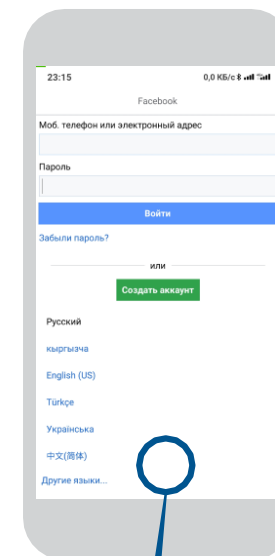 23:15 0,0 КБ/с
Facebook
Моб. телефон или электронный адрес
Пароль
Войти
Забыли пароль?
или
Создать аккаунт
Русский
кыргызча
English (US)
Türkçe
Українська
中文(简体)
Другие языки...